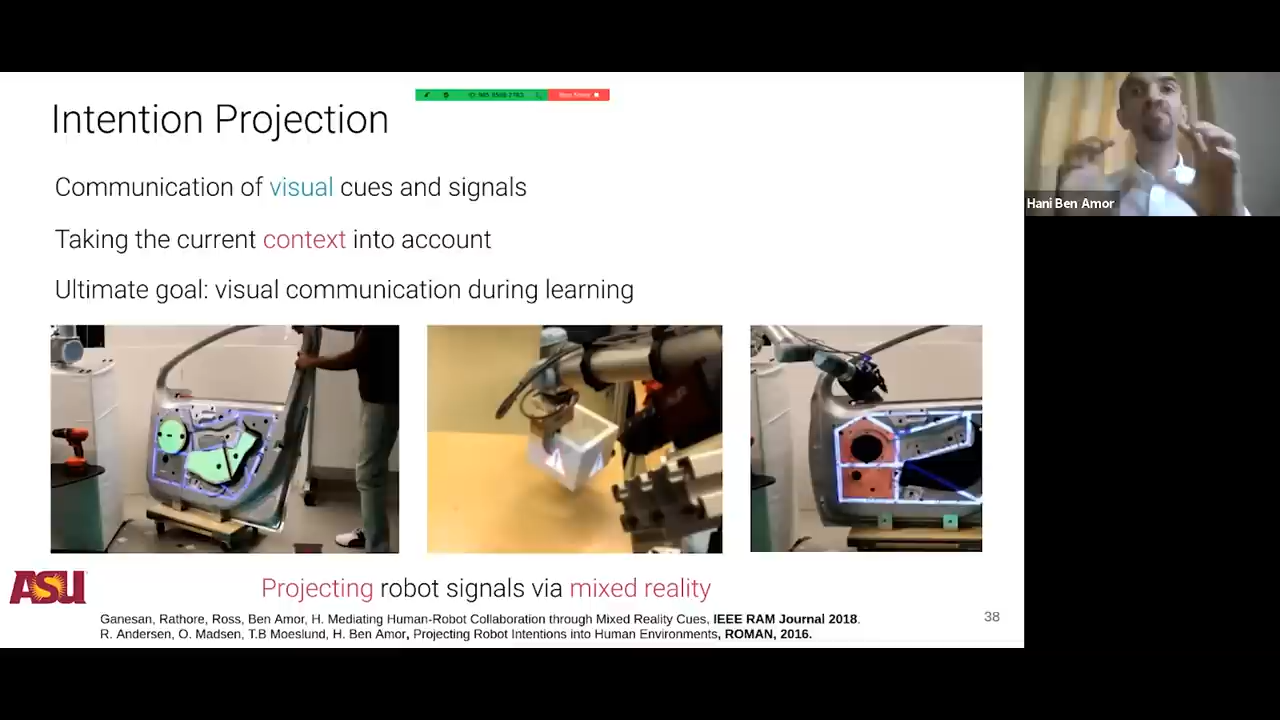 Intention Projection
Communication of visual cues and signals
Taking the current context into account
Ultimate goal: visual communication during learning
Hani Ben Amor
ASU
Projecting robot signals via mixed reality
Ganesan, Rathore, Ross, Ben Amor, H. Mediating Human-Robot Collaboration through Mixed Reality Cues, IEEE RAM Journal 2018.
R. Andersen, O. Madsen, T.B Moeslund, H. Ben Amor, Projecting Robot Intentions into Human Environments, ROMAN, 2016.
38